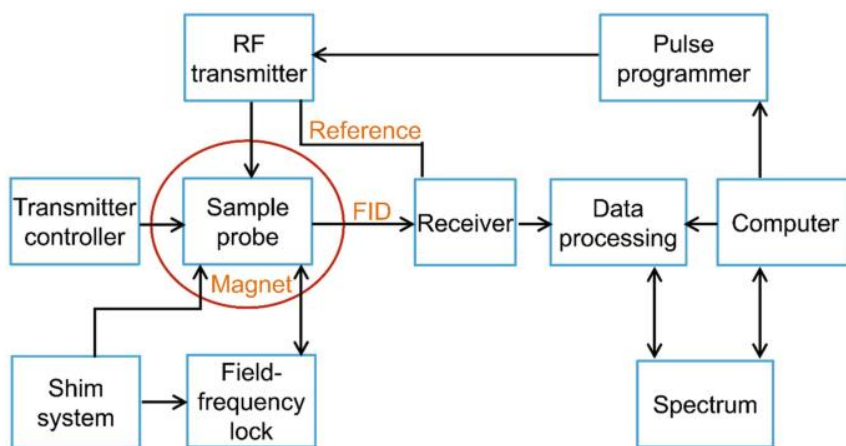 RF
transmitter
Pulse
programmer
Reference
Transmitter
controller
Sample
probe
FID
Receiver
Data
processing
Computer
Magnet
Shim
system
Field-
frequency
lock
Spectrum